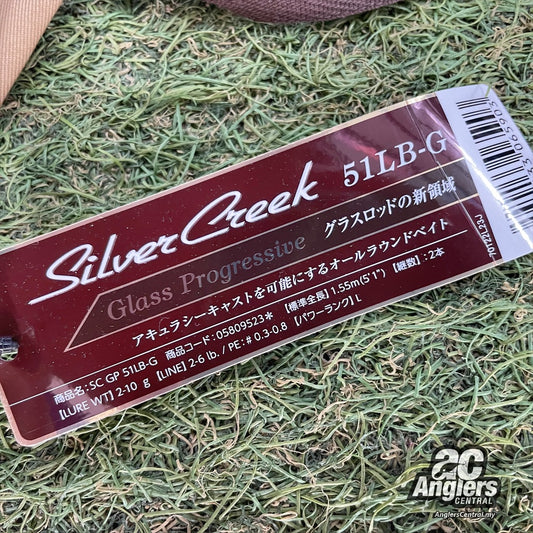 SilverCreek 51LB-G
Glass Progressive グラスロッドの新領域
アキュラシーキャストを可能にするオールラウンドベイト
商品名:SC GP 51LB-G 商品コード:05809523* 【標準全長】1.55m(5'1") 【継数】:2本
【LURE WT】2-10 g 【LINE】2-6 lb. / PE:# 0.3-0.8 【パワーランク】L
70Y22L23J
AC
Anglers
CENTRAL
AnglersCentral.my